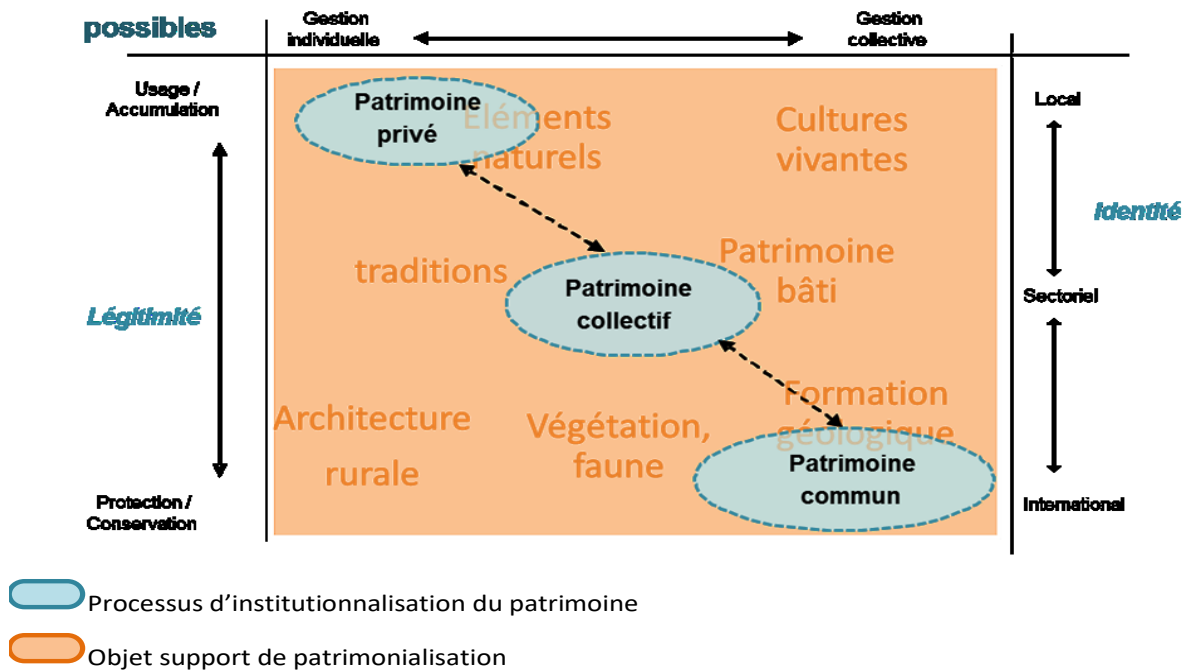 possibles
Gestion
individuelle
Gestion
collective
Usage /
Accumulation
Local
Patrimoine
privé
Eléments
naturels
Cultures
vivantes
Identité
traditions
Patrimoine
bâti
Patrimoine
collectif
Sectoriel
Légitimité
Architecture
rurale
Végétation,
faune
Formation
géologique
Patrimoine
commun
Protection /
Conservation
International
Processus d’institutionnalisation du patrimoine
Objet support de patrimonialisation